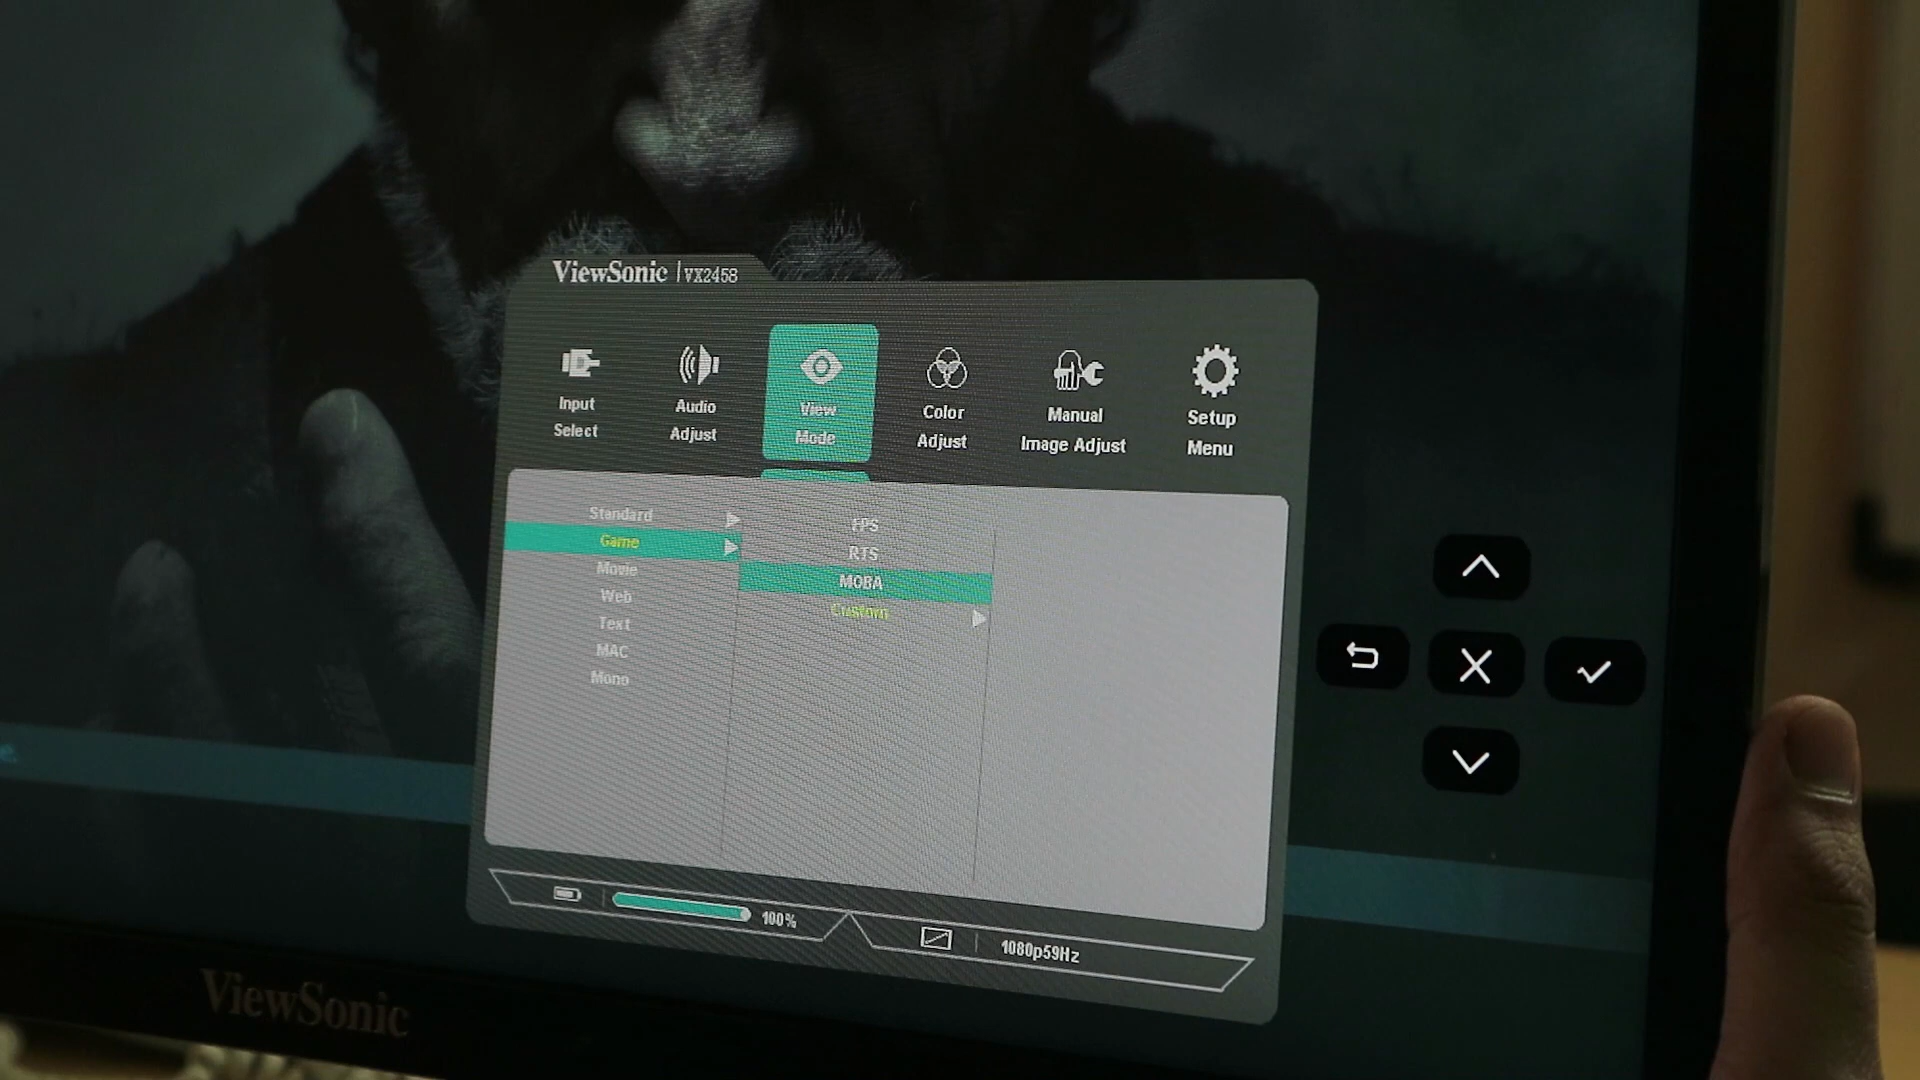 ViewSonic | VX2458
Input Select
Audio Adjust
View Mode
Color Adjust
Manual Image Adjust
Setup Menu
Standard
Game
Movie
Web
Text
MAC
Mono
FPS
RTS
MOBA
Custom
100%
1080p59Hz
ViewSonic